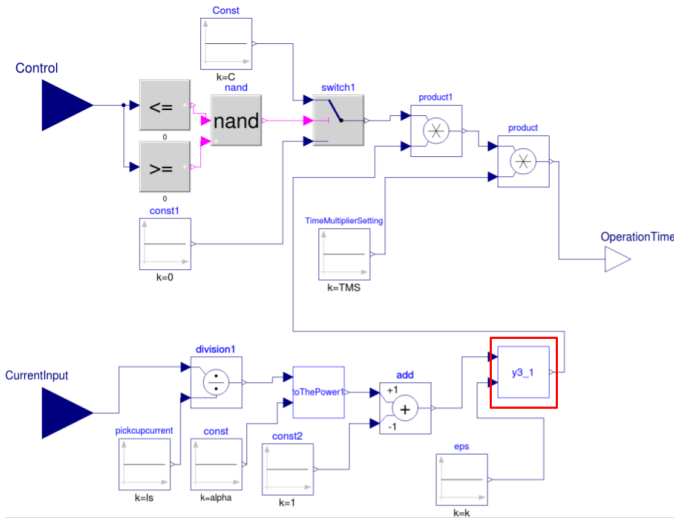 Const
Control
k=C
nand
switch1
<=
nand
product1
product
0
>=
0
const1
TimeMultiplierSetting
OperationTime
k=0
k=TMS
division1
CurrentInput
add
y3_1
÷
toThePower1
+1
+
-1
pickcupcurrent
const
const2
eps
k=Is
k=alpha
k=1
k=k